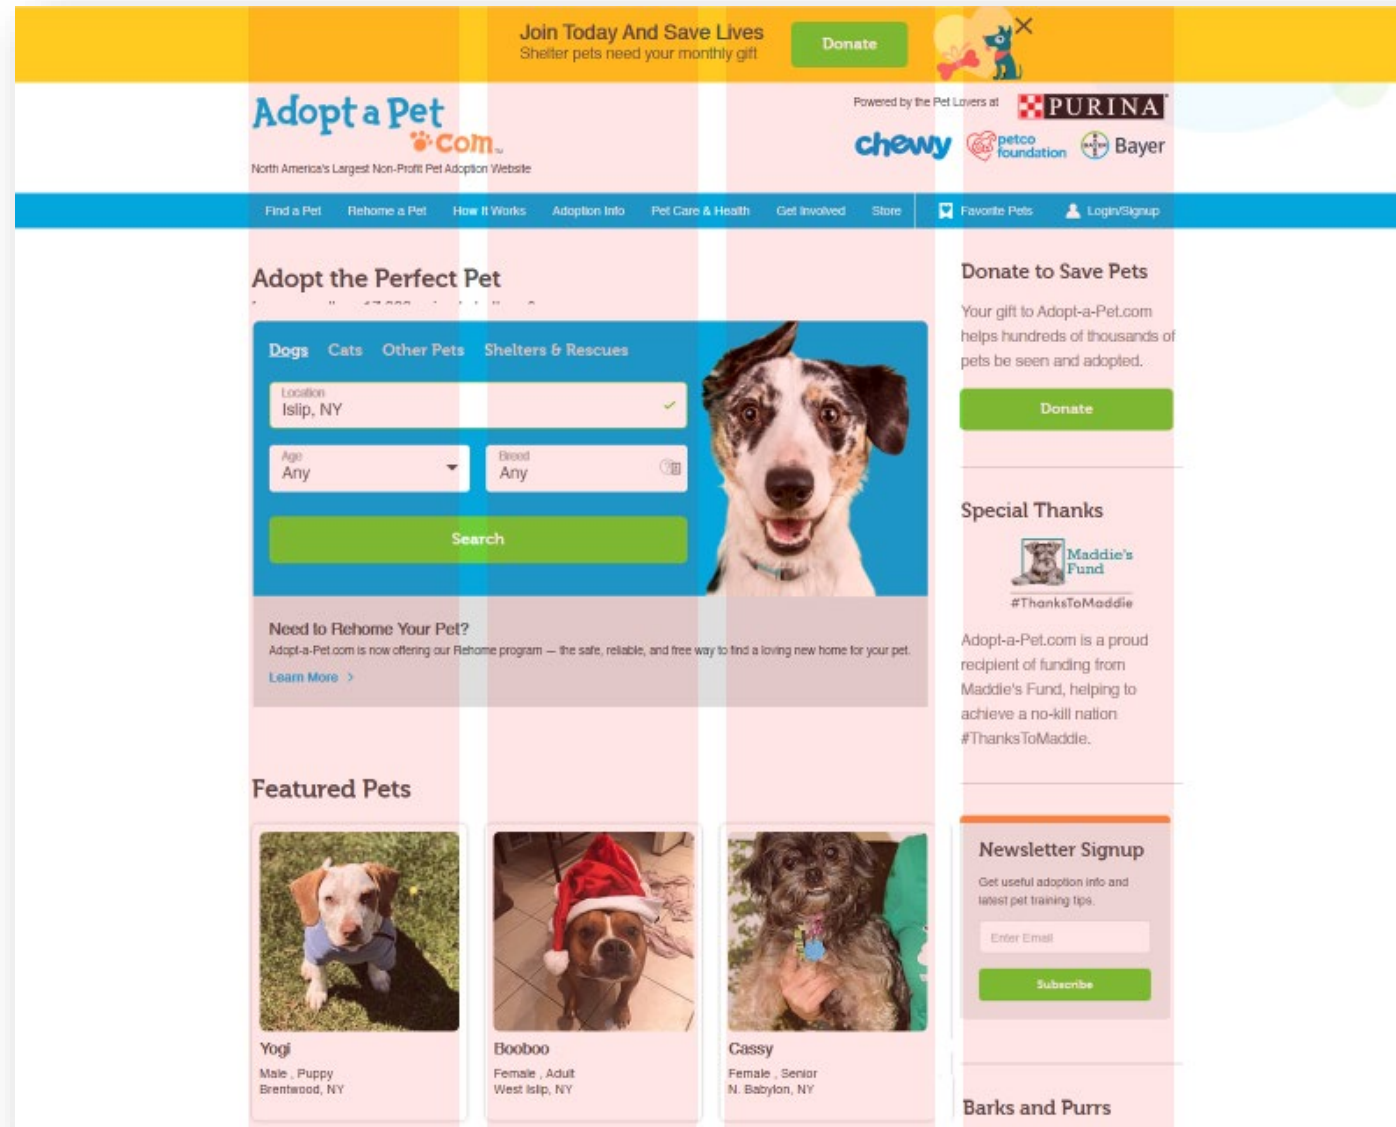 Join Today And Save Lives
Shelter pets need your monthly gift
Donate
Adopt a Pet
.com
North America's Largest Non-Profit Pet Adoption Website
Powered by the Pet Lovers at
PURINA
chewy
petco
foundation
BAYER
Bayer
Find a Pet Rehome a Pet How It Works Adoption Info Pet Care & Health Get Involved Store Favorite Pets Login/Signup
Adopt the Perfect Pet
Dogs Cats Other Pets Shelters & Rescues
Location
Islip, NY
Age
Any
Breed
Any
Search
Need to Rehome Your Pet?
Adopt-a-Pet.com is now offering our Rehome program — the safe, reliable, and free way to find a loving new home for your pet.
Learn More >
Donate to Save Pets
Your gift to Adopt-a-Pet.com
helps hundreds of thousands of
pets be seen and adopted.
Donate
Special Thanks
Maddie's
Fund
#ThanksToMaddie
Adopt-a-Pet.com is a proud
recipient of funding from
Maddie's Fund, helping to
achieve a no-kill nation
#ThanksToMaddie.
Featured Pets
Yogi
Male , Puppy
Brentwood, NY
Booboo
Female , Adult
West Islip, NY
Cassy
Female , Senior
N. Babylon, NY
Newsletter Signup
Get useful adoption info and
latest pet training tips.
Enter Email
Subscribe
Barks and Purrs